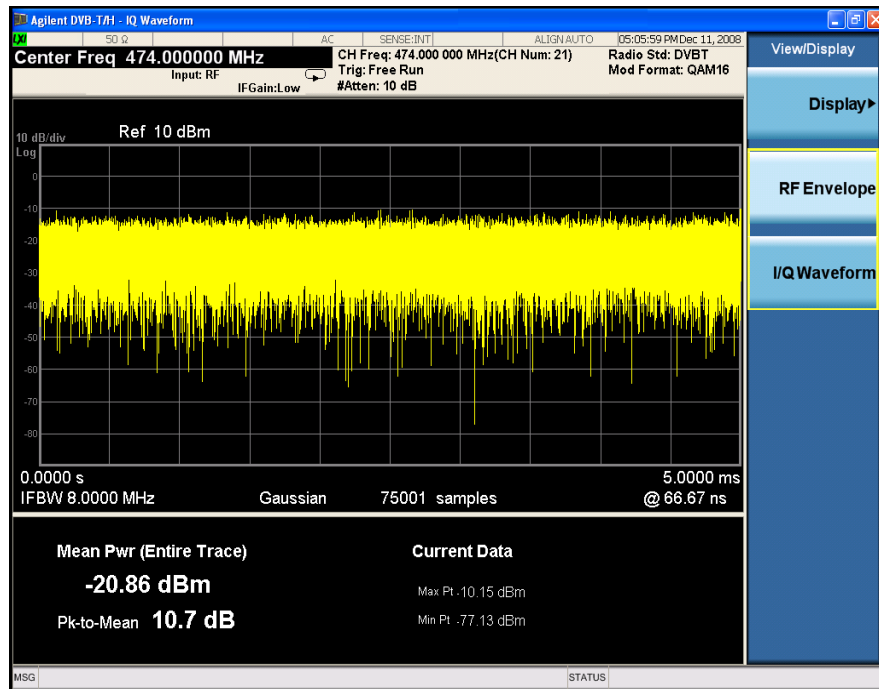 Agilent DVB-T/H - IQ Waveform
LXI 50 Ω AC SENSE:INT ALIGNAUTO 05:05:59 PM Dec 11, 2008
Center Freq 474.000000 MHz
Input: RF
IFGain:Low
CH Freq: 474.000 000 MHz(CH Num: 21)
Trig: Free Run
#Atten: 10 dB
Radio Std: DVBT
Mod Format: QAM16
10 dB/div
Log
Ref 10 dBm
0
-10
-20
-30
-40
-50
-60
-70
-80
0.0000 s
5.0000 ms
IFBW 8.0000 MHz Gaussian 75001 samples @ 66.67 ns
Mean Pwr (Entire Trace)
-20.86 dBm
Pk-to-Mean 10.7 dB
Current Data
Max Pt -10.15 dBm
Min Pt -77.13 dBm
MSG STATUS
View/Display
Display
RF Envelope
I/Q Waveform